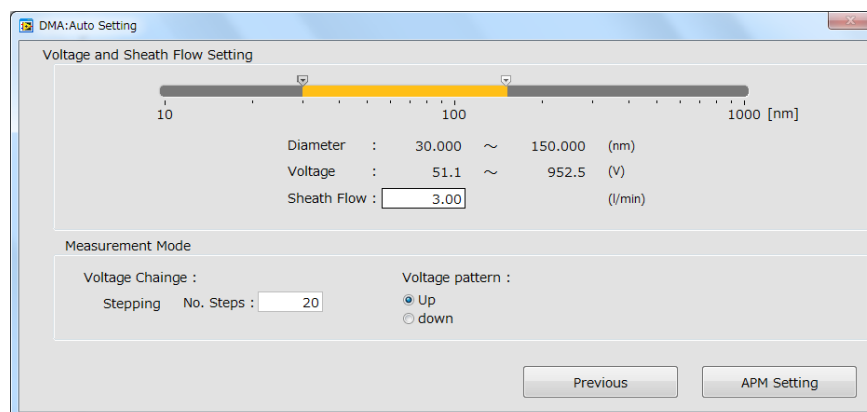 DMA:Auto Setting
Voltage and Sheath Flow Setting
10 100 1000 [nm]
Diameter : 30.000 ～ 150.000 (nm)
Voltage : 51.1 ～ 952.5 (V)
Sheath Flow : 3.00 (l/min)
Measurement Mode
Voltage Chainge : Voltage pattern :
Stepping No. Steps : 20 Up
down
Previous APM Setting